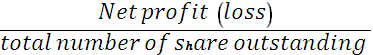 Net profit (loss)
total number of share outstanding